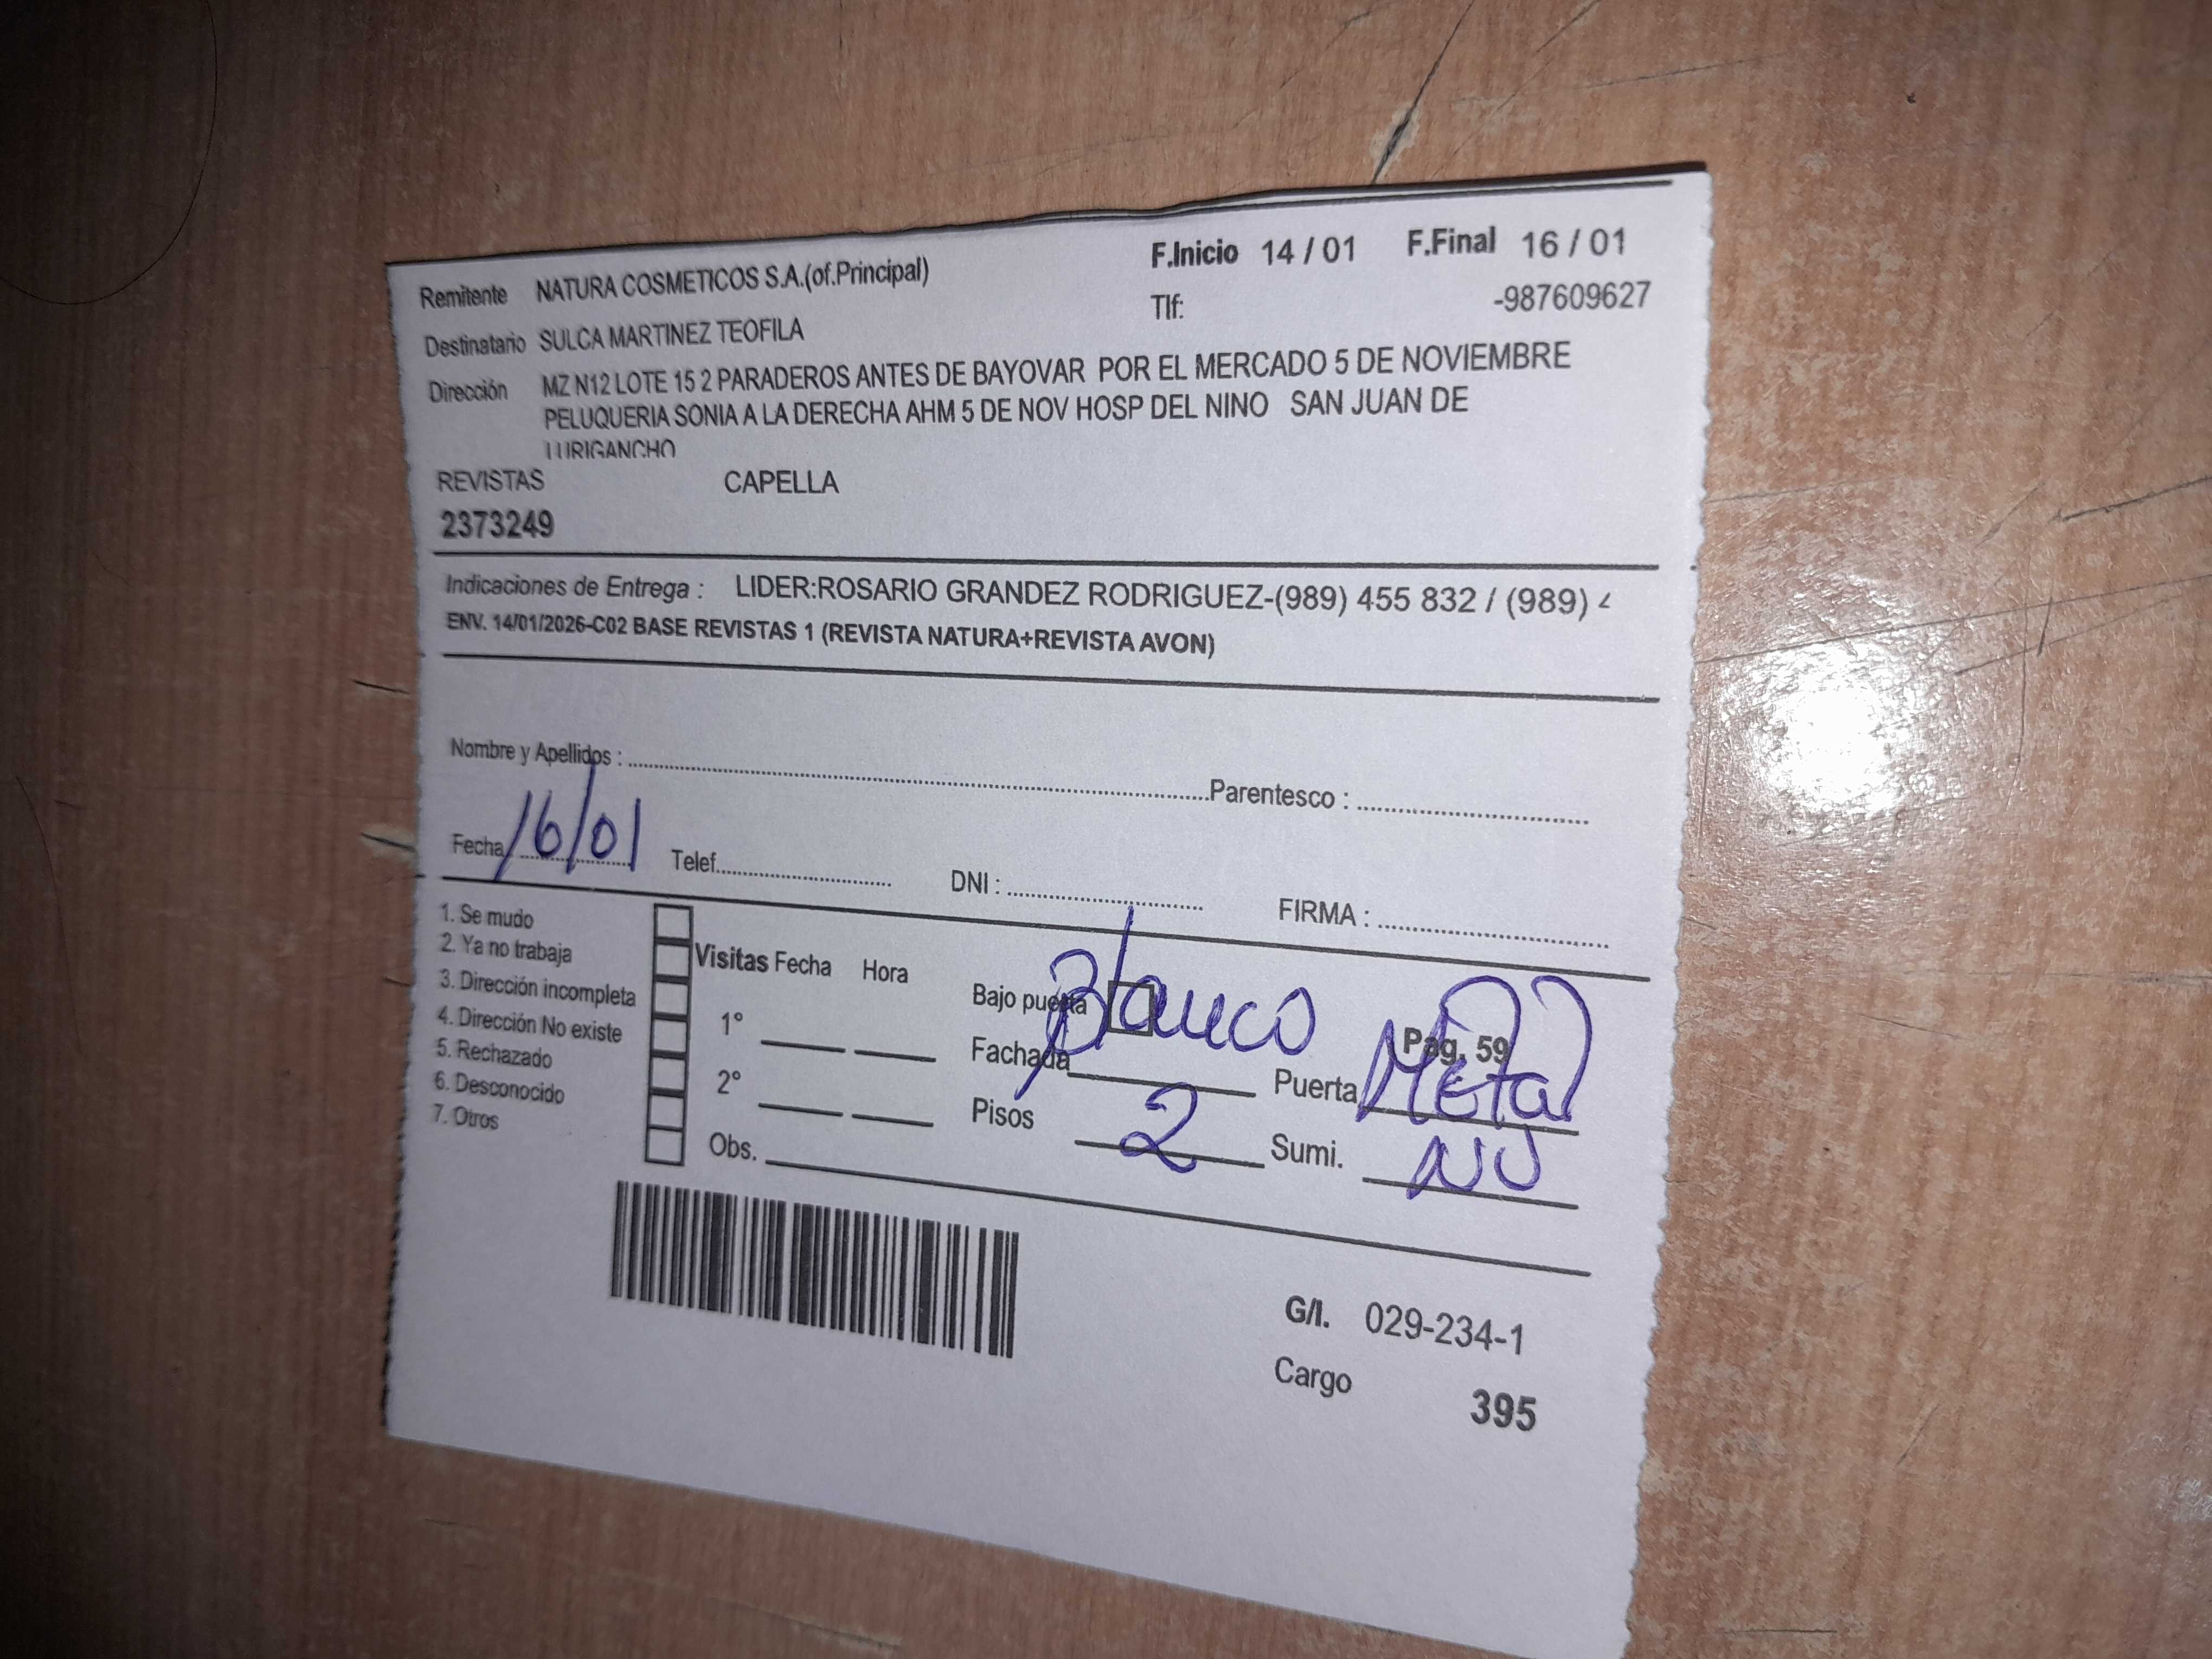 Remitente NATURA COSMETICOS S.A.(of.Principal) F.Inicio 14 / 01 F.Final 16 / 01
Destinatario SULCA MARTINEZ TEOFILA Tlf: -987609627
Dirección MZ N12 LOTE 15 2 PARADEROS ANTES DE BAYOVAR POR EL MERCADO 5 DE NOVIEMBRE
PELUQUERIA SONIA A LA DERECHA AHM 5 DE NOV HOSP DEL NINO SAN JUAN DE
LURIGANCHO
REVISTAS CAPELLA
2373249
Indicaciones de Entrega : LIDER:ROSARIO GRANDEZ RODRIGUEZ-(989) 455 832 / (989)
ENV. 14/01/2026-C02 BASE REVISTAS 1 (REVISTA NATURA+REVISTA AVON)
Nombre y Apellidos : Parentesco :
Fecha 16/01 Telef. DNI : FIRMA :
1. Se mudo
2. Ya no trabaja
3. Dirección incompleta
4. Dirección No existe
5. Rechazado
6. Desconocido
7. Otros
Visitas Fecha Hora
1°
2°
Obs.
Bajo puerta Pag. 59
Fachada Blanco Puerta Metal
Pisos 2 Sumi. NO
G/I. 029-234-1
Cargo 395